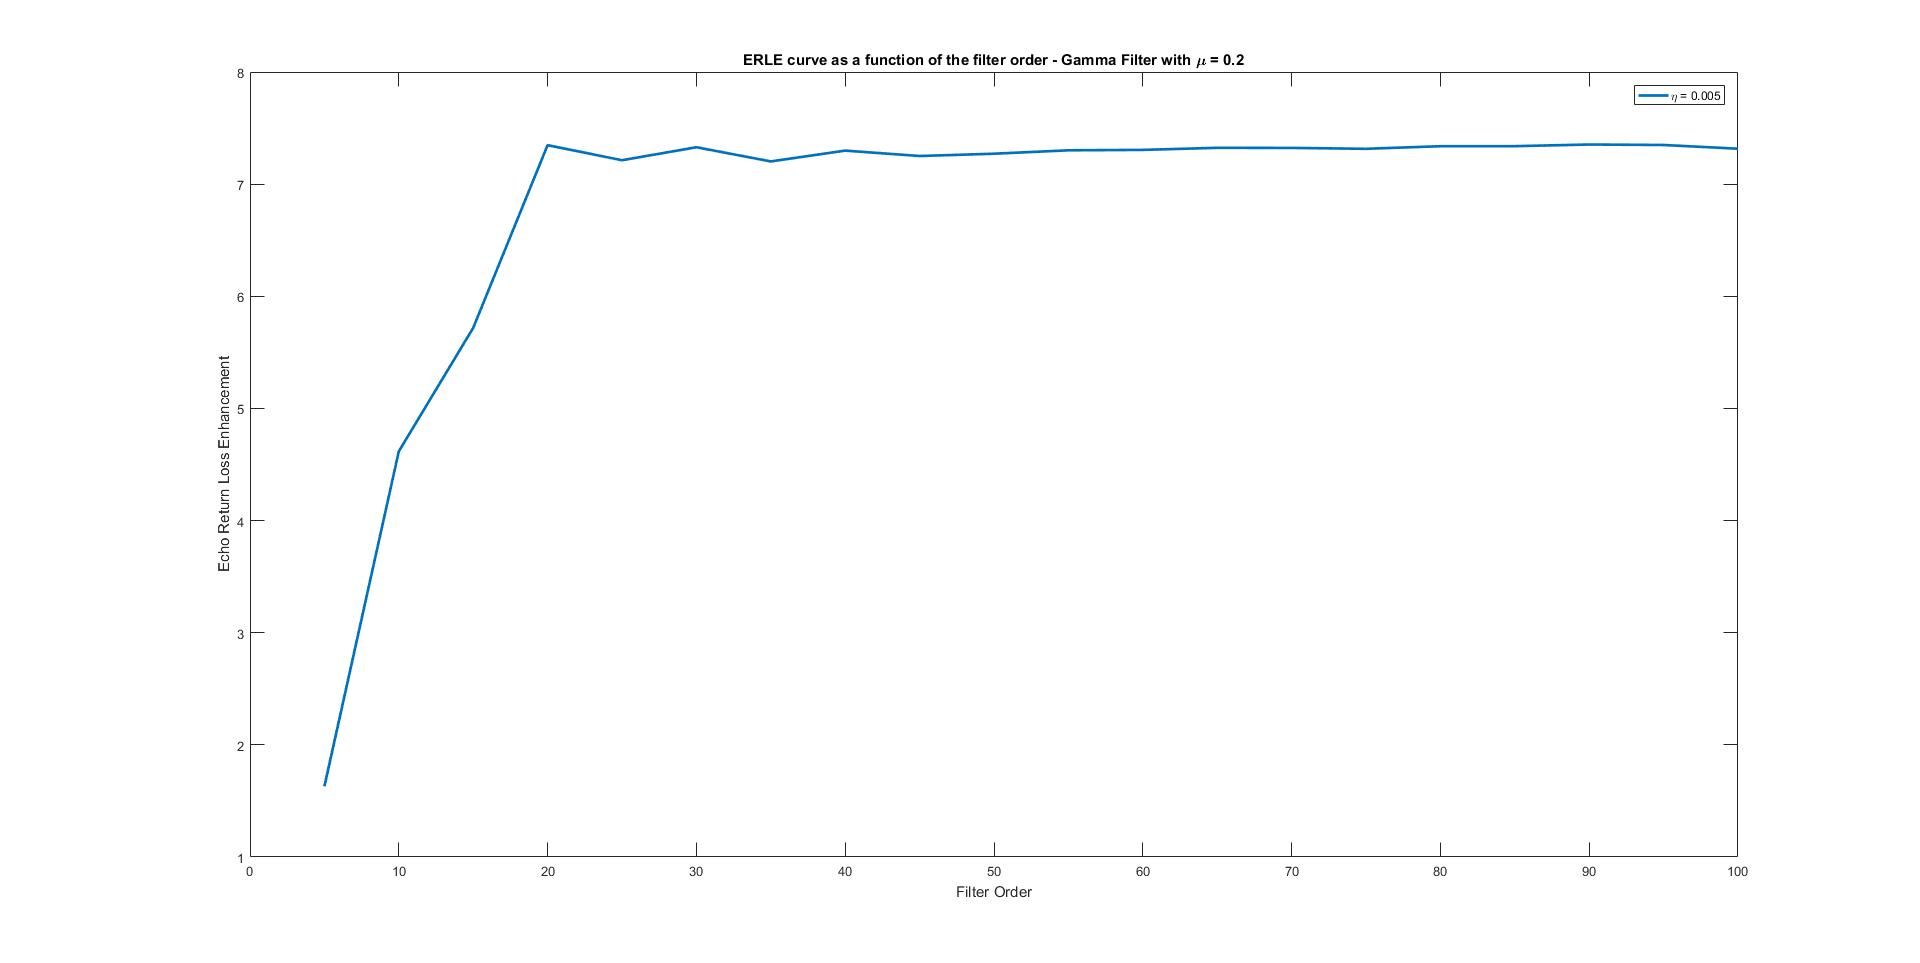 ERLE curve as a function of the filter order - Gamma Filter with μ = 0.2
η = 0.005
8
7
6
5
4
3
2
1
Echo Return Loss Enhancement
0 10 20 30 40 50 60 70 80 90 100
Filter Order